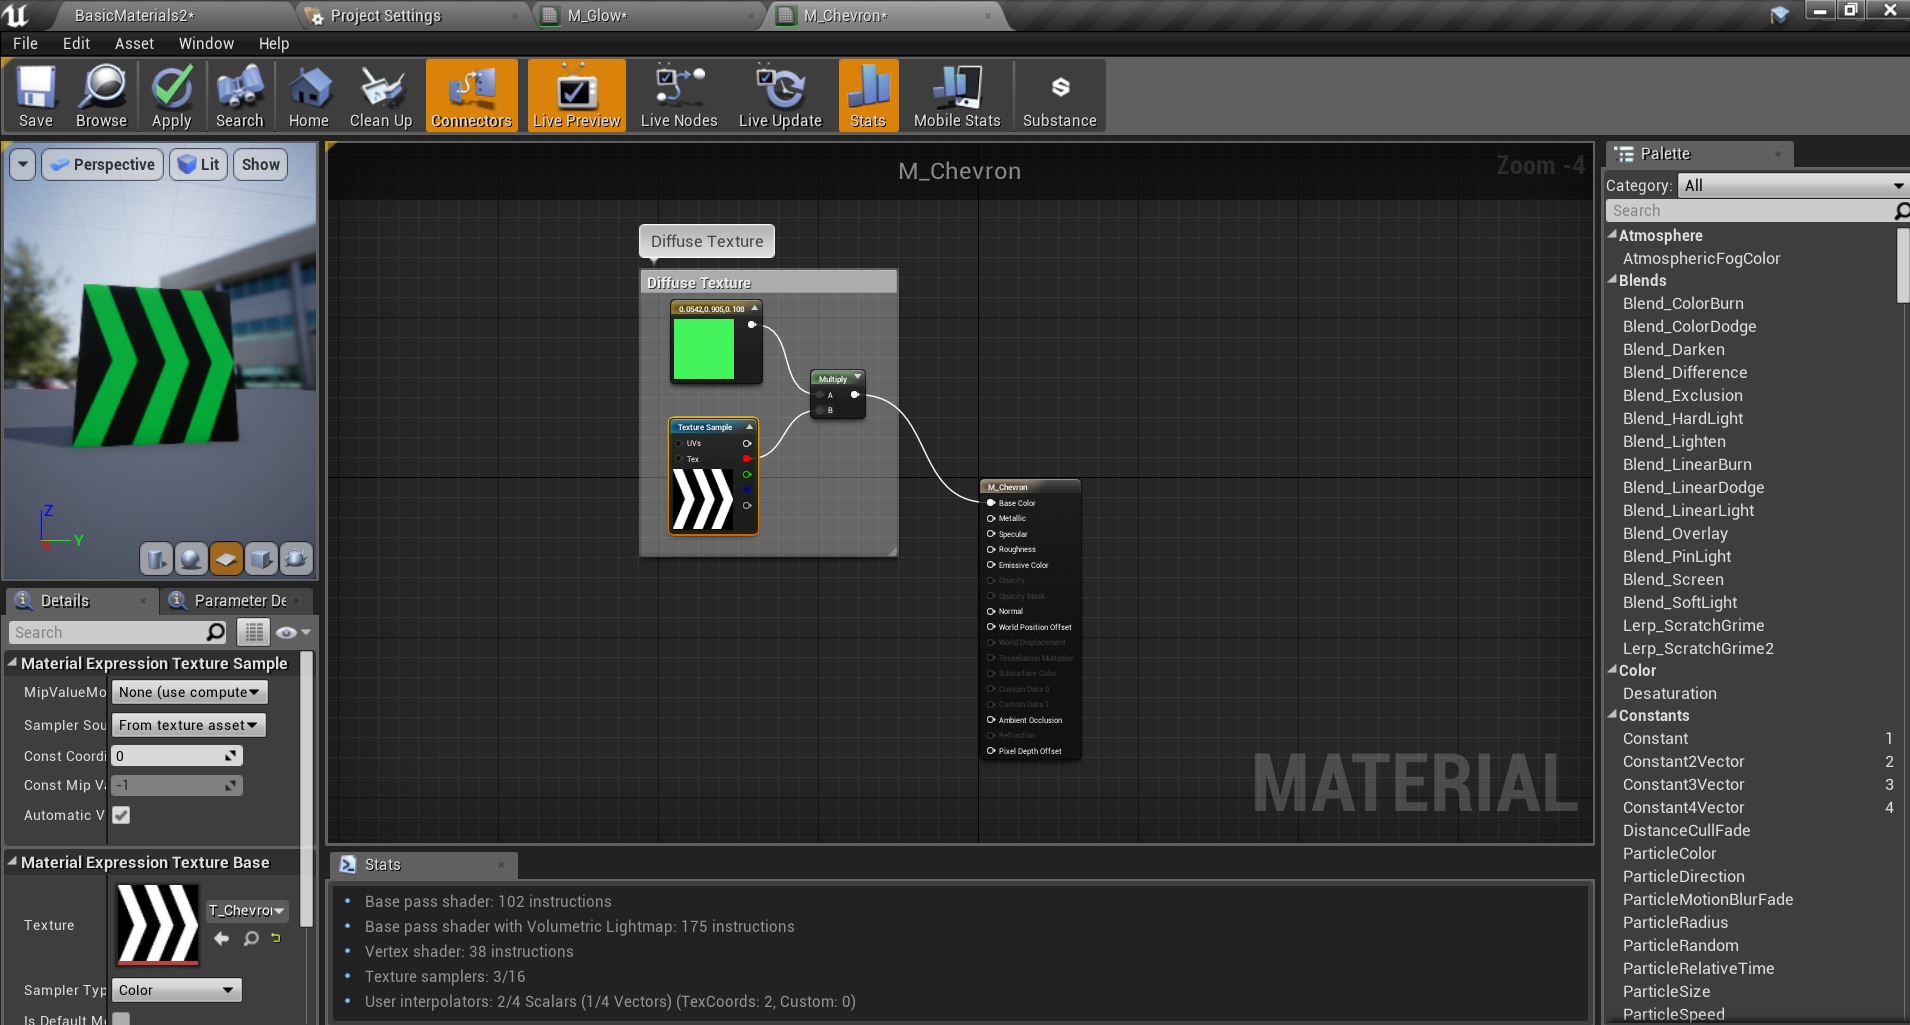 BasicMaterials2*
Project Settings
M_Glow*
M_Chevron*
File Edit Asset Window Help
Save
Browse
Apply
Search
Home
Clean Up
Connectors
Live Preview
Live Nodes
Live Update
Stats
Mobile Stats
Substance
Perspective
Lit
Show
Z
Y
X
M_Chevron
Zoom -4
Diffuse Texture
Diffuse Texture
0.0542,0.905,0.108
Multiply
A
B
Texture Sample
UVs
Tex
M_Chevron
Base Color
Metallic
Specular
Roughness
Emissive Color
Opacity
Opacity Mask
Normal
World Position Offset
World Displacement
Tessellation Multiplier
Subsurface Color
Custom Data 0
Custom Data 1
Ambient Occlusion
Refraction
Pixel Depth Offset
MATERIAL
Details
Parameter De
Search
Material Expression Texture Sample
MipValueMo None (use compute
Sampler Sou From texture asset
Const Coordi 0
Const Mip Va -1
Automatic V
Material Expression Texture Base
Texture
T_Chevron
Sampler Typ Color
Is Default Me
Stats
Base pass shader: 102 instructions
Base pass shader with Volumetric Lightmap: 175 instructions
Vertex shader: 38 instructions
Texture samplers: 3/16
User interpolators: 2/4 Scalars (1/4 Vectors) (TexCoords: 2, Custom: 0)
Palette
Category: All
Search
Atmosphere
AtmosphericFogColor
Blends
Blend_ColorBurn
Blend_ColorDodge
Blend_Darken
Blend_Difference
Blend_Exclusion
Blend_HardLight
Blend_Lighten
Blend_LinearBurn
Blend_LinearDodge
Blend_LinearLight
Blend_Overlay
Blend_PinLight
Blend_Screen
Blend_SoftLight
Lerp_ScratchGrime
Lerp_ScratchGrime2
Color
Desaturation
Constants
Constant 1
Constant2Vector 2
Constant3Vector 3
Constant4Vector 4
DistanceCullFade
ParticleColor
ParticleDirection
ParticleMotionBlurFade
ParticleRadius
ParticleRandom
ParticleRelativeTime
ParticleSize
ParticleSpeed